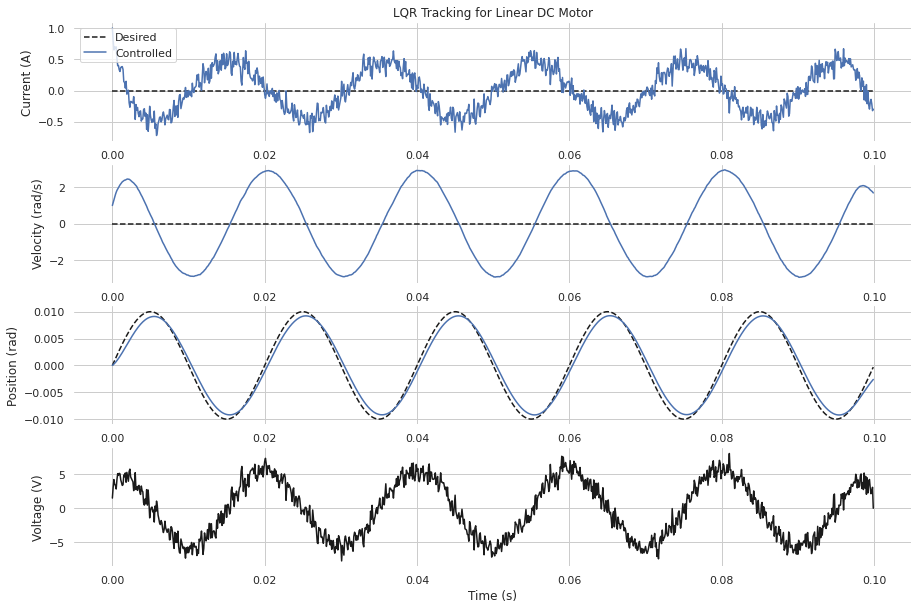 LQR Tracking for Linear DC Motor
Current (A)
1.0
0.5
0.0
−0.5
Desired
Controlled
0.00 0.02 0.04 0.06 0.08 0.10
Velocity (rad/s)
2
0
−2
0.00 0.02 0.04 0.06 0.08 0.10
Position (rad)
0.010
0.005
0.000
−0.005
−0.010
0.00 0.02 0.04 0.06 0.08 0.10
Voltage (V)
5
0
−5
0.00 0.02 0.04 0.06 0.08 0.10
Time (s)